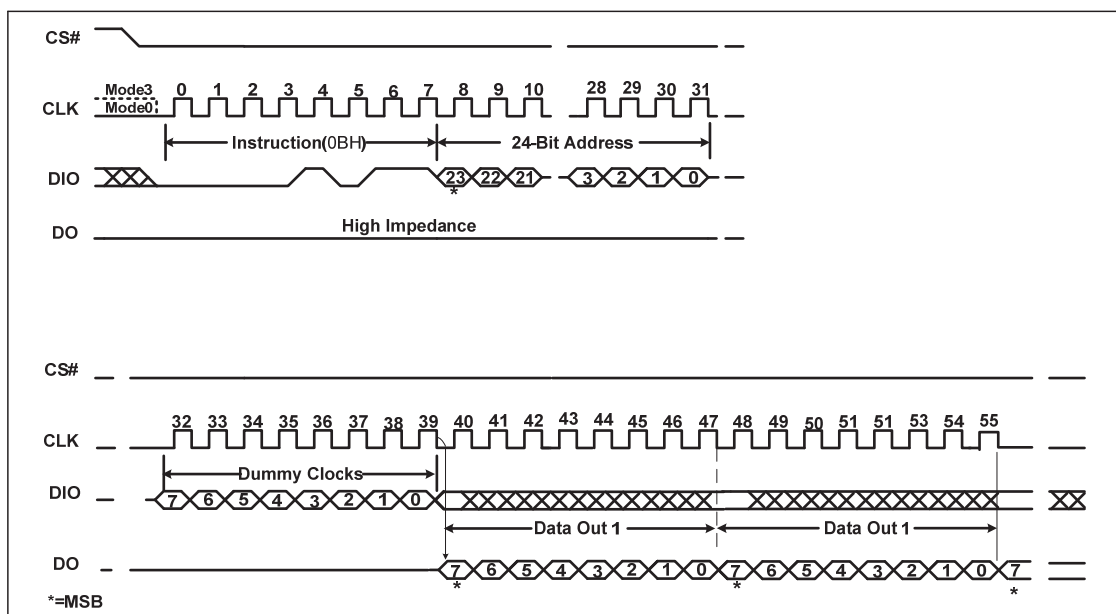 CS#
Mode3
0 1 2 3 4 5 6 7 8 9 10 28 29 30 31
CLK
Mode0
Instruction(0BH)
24-Bit Address
DIO
23 22 21 3 2 1 0
*
High Impedance
DO
CS#
32 33 34 35 36 37 38 39 40 41 42 43 44 45 46 47 48 49 50 51 51 53 54 55
CLK
Dummy Clocks
DIO
7 6 5 4 3 2 1 0
Data Out 1
Data Out 1
DO
7 6 5 4 3 2 1 0 7 6 5 4 3 2 1 0 7
* * *
*=MSB